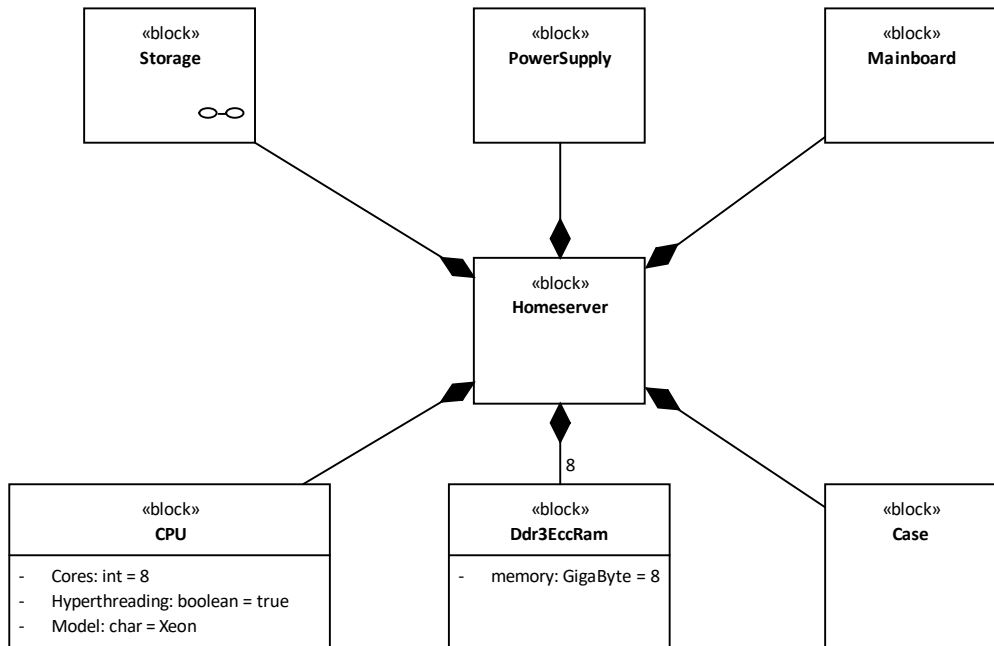 «block»
Storage
«block»
PowerSupply
«block»
Mainboard
«block»
Homeserver
8
«block»
CPU
- Cores: int = 8
- Hyperthreading: boolean = true
- Model: char = Xeon
«block»
Ddr3EccRam
- memory: GigaByte = 8
«block»
Case